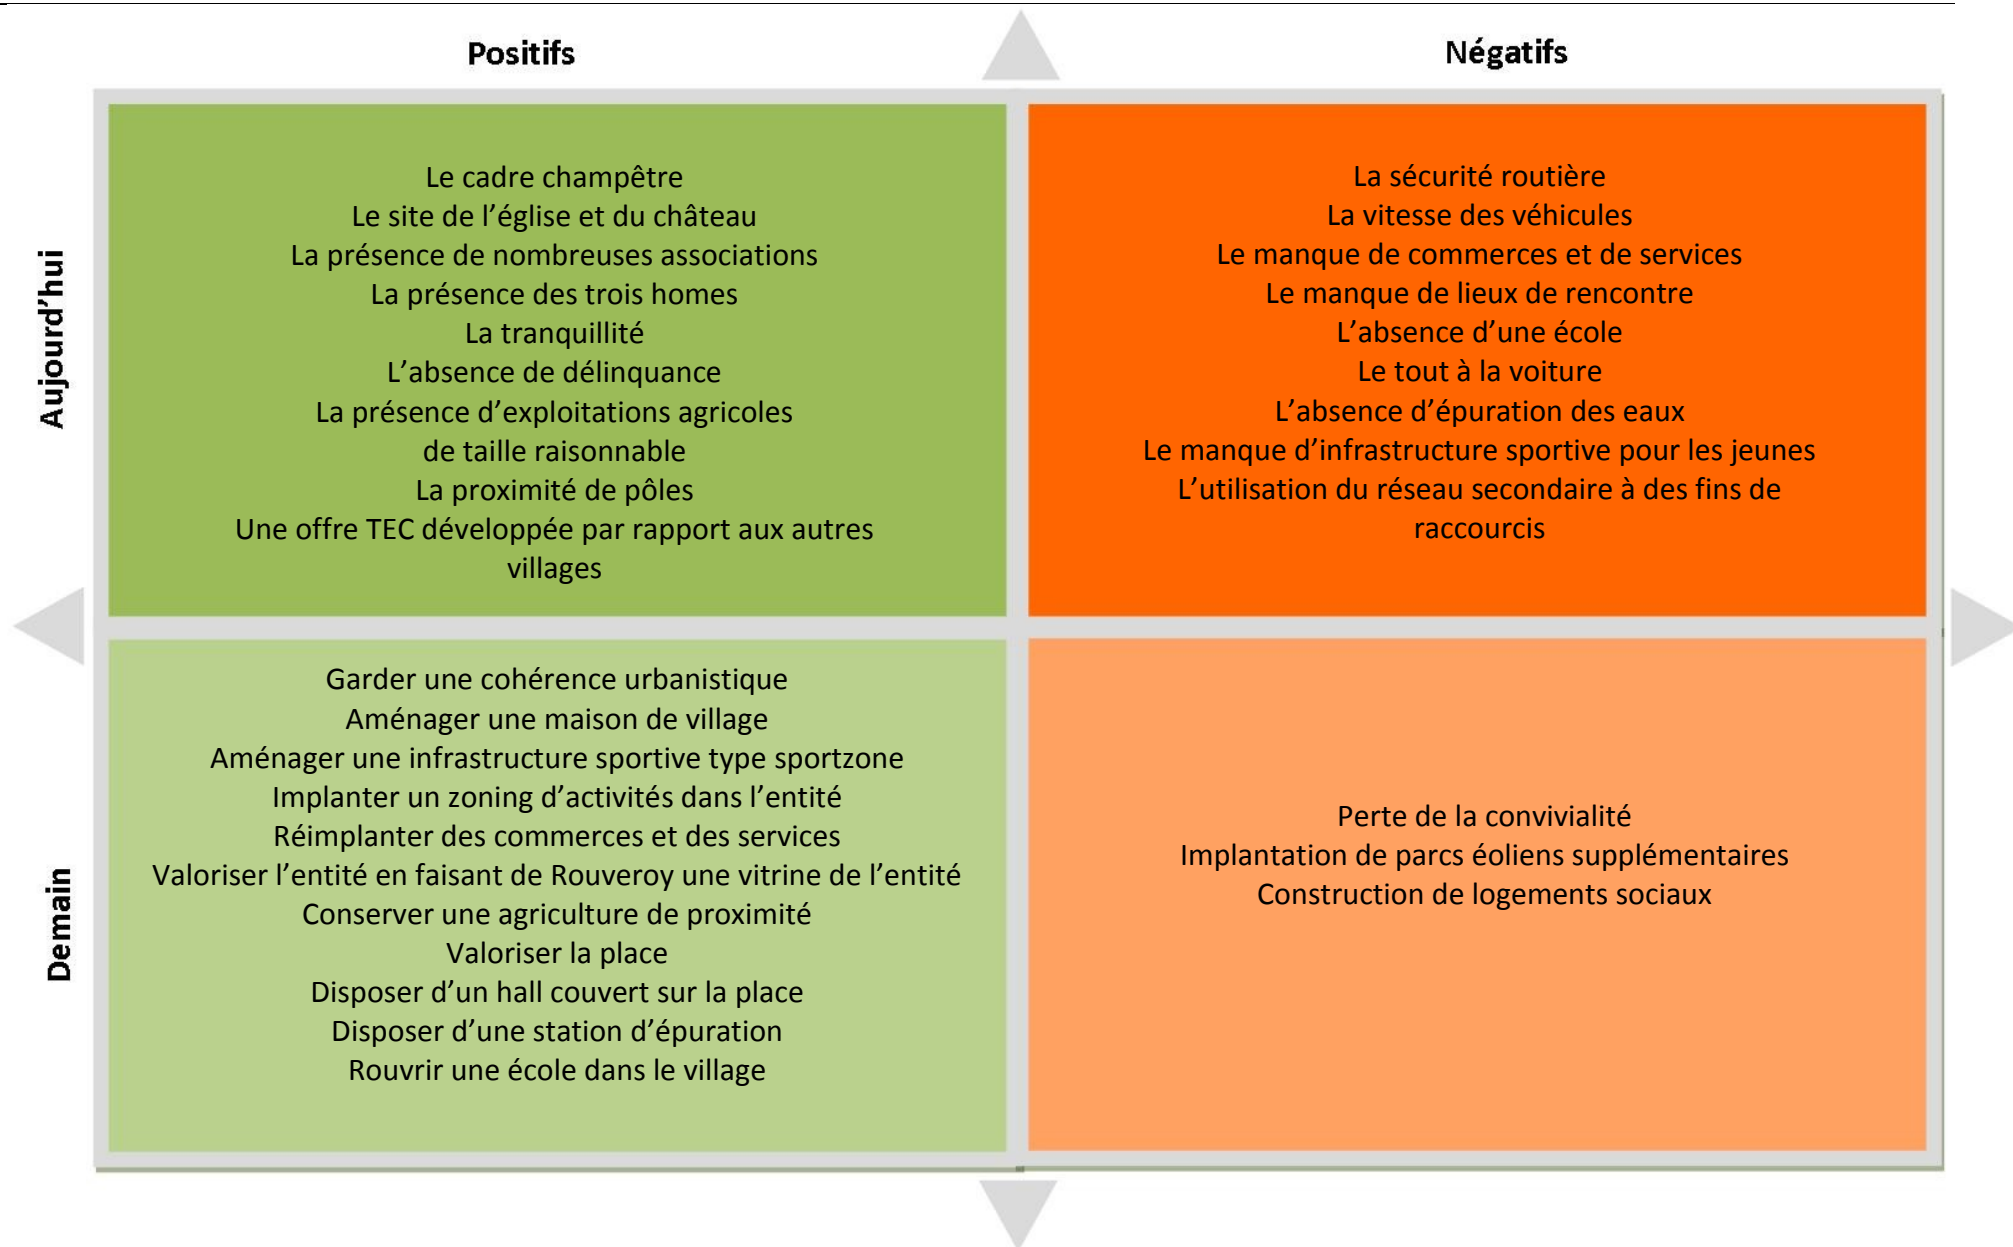 Positifs
Négatifs
Aujourd’hui
Le cadre champêtre
Le site de l’église et du château
La présence de nombreuses associations
La présence des trois homes
La tranquillité
L’absence de délinquance
La présence d’exploitations agricoles
de taille raisonnable
La proximité de pôles
Une offre TEC développée par rapport aux autres
villages
La sécurité routière
La vitesse des véhicules
Le manque de commerces et de services
Le manque de lieux de rencontre
L’absence d’une école
Le tout à la voiture
L’absence d’épuration des eaux
Le manque d’infrastructure sportive pour les jeunes
L’utilisation du réseau secondaire à des fins de
raccourcis
Demain
Garder une cohérence urbanistique
Aménager une maison de village
Aménager une infrastructure sportive type sportzone
Implanter un zoning d’activités dans l’entité
Réimplanter des commerces et des services
Valoriser l’entité en faisant de Rouveroy une vitrine de l’entité
Conserver une agriculture de proximité
Valoriser la place
Disposer d’un hall couvert sur la place
Disposer d’une station d’épuration
Rouvrir une école dans le village
Perte de la convivialité
Implantation de parcs éoliens supplémentaires
Construction de logements sociaux